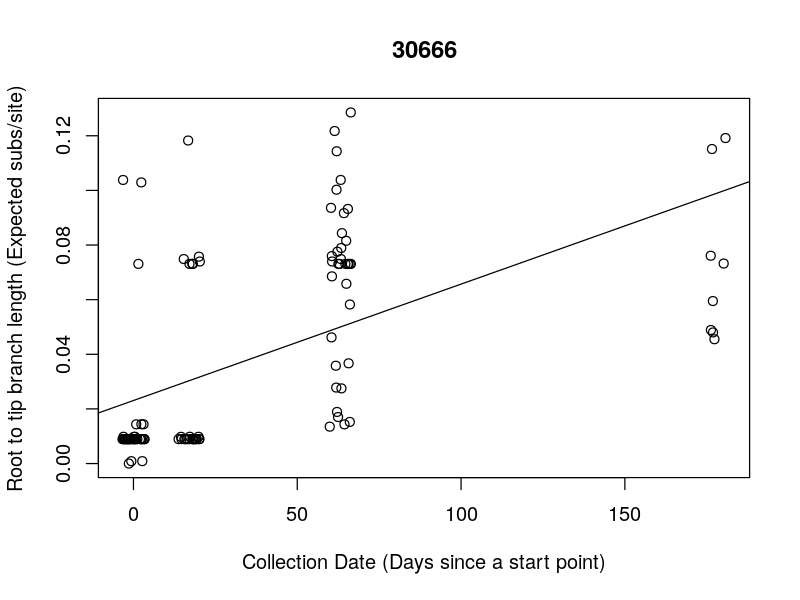 30666
Root to tip branch length (Expected subs/site)
0.12
0.08
0.04
0.00
0 50 100 150
Collection Date (Days since a start point)